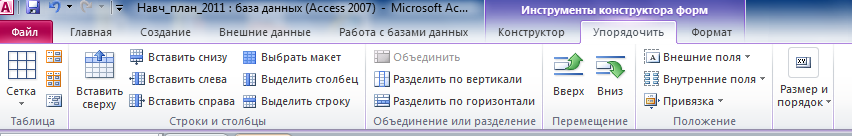 Навч_план_2011 : база данных (Access 2007) - Microsoft Ac...
Инструменты конструктора форм
Файл Главная Создание Внешние данные Работа с базами данных Конструктор Упорядочить Формат
Сетка
Таблица
Вставить сверху
Вставить снизу
Вставить слева
Вставить справа
Выбрать макет
Выделить столбец
Выделить строку
Строки и столбцы
Объединить
Разделить по вертикали
Разделить по горизонтали
Объединение или разделение
Вверх Вниз
Перемещение
Внешние поля
Внутренние поля
Привязка
Положение
Размер и порядок